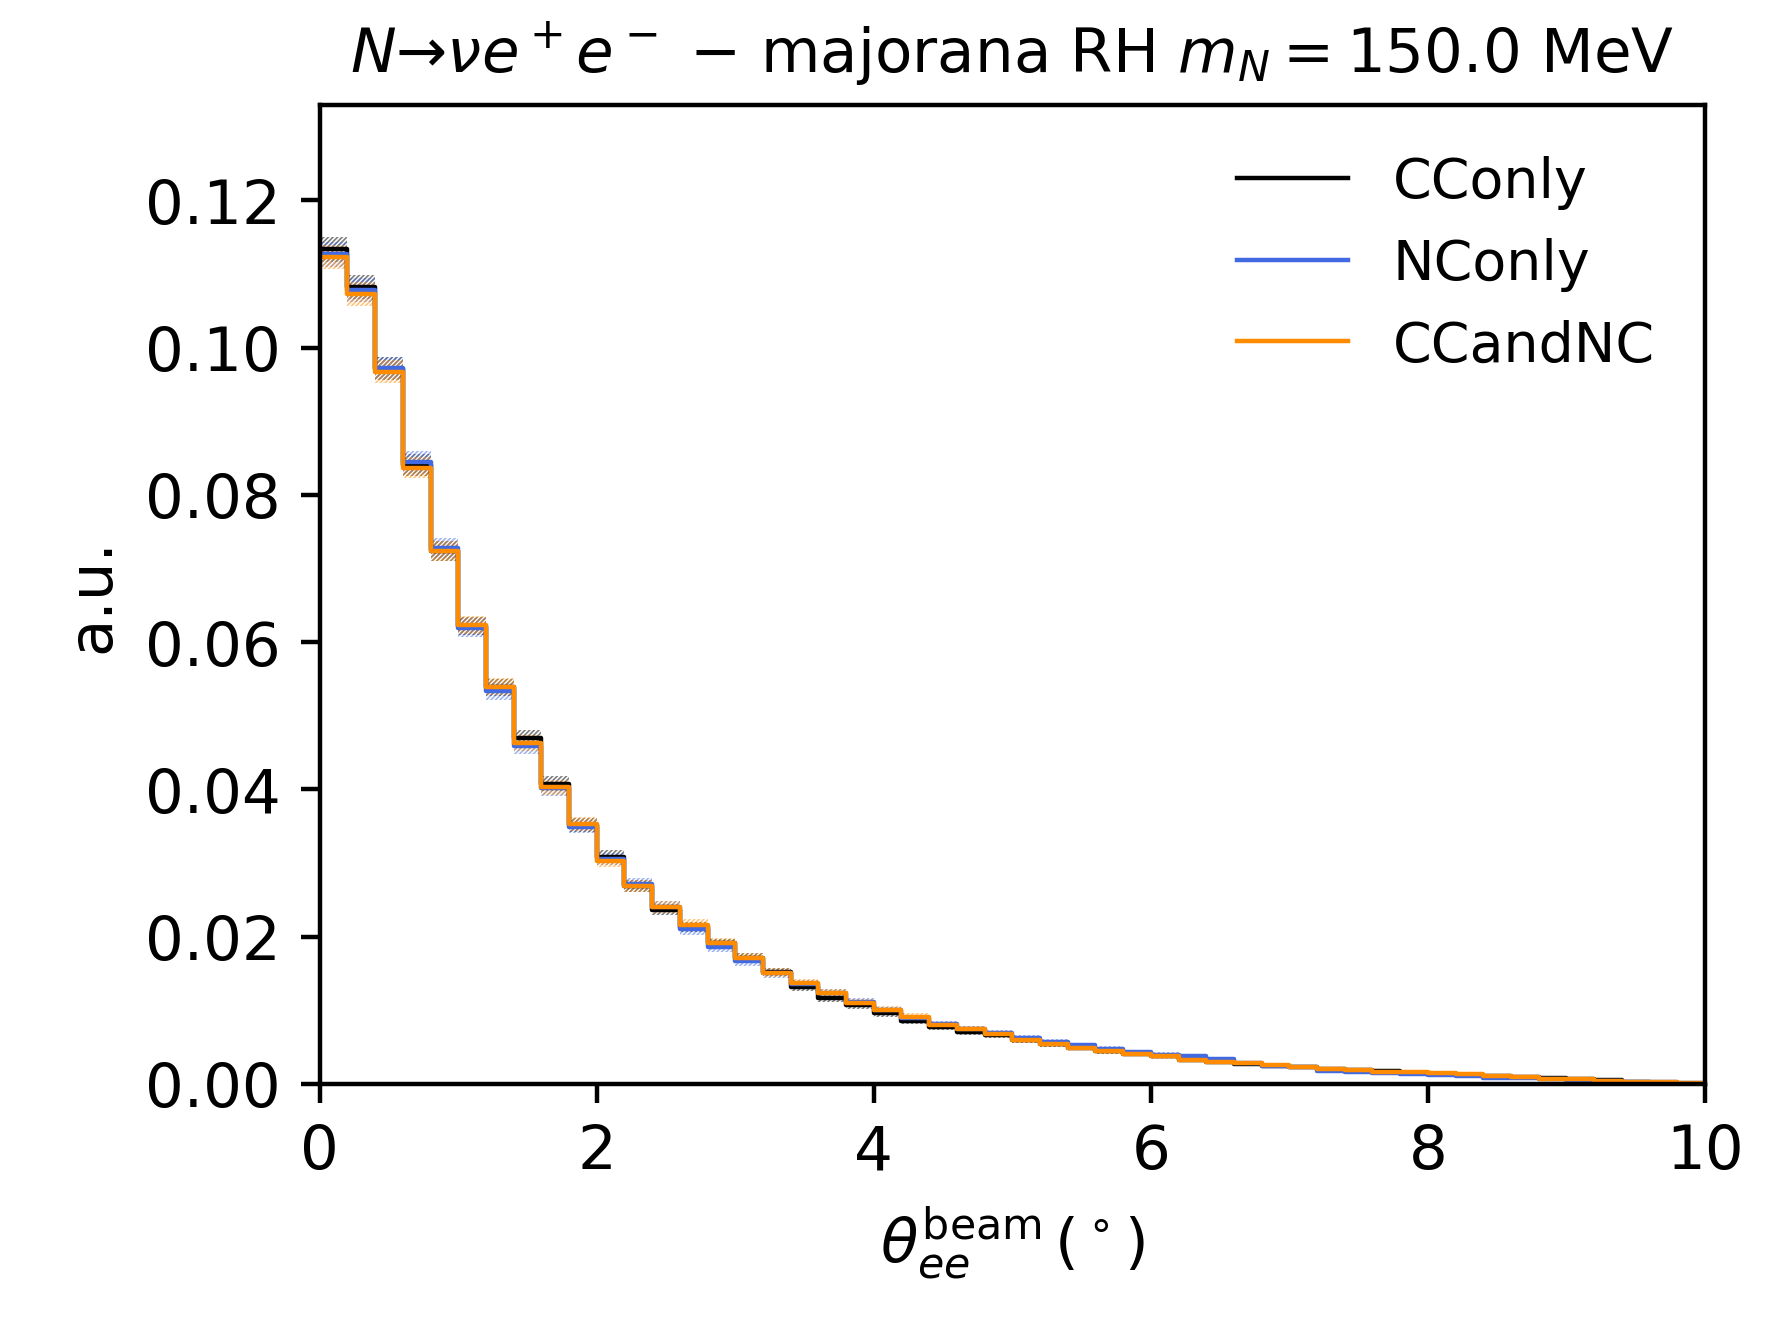 N→νe⁺e⁻ − majorana RH m_N = 150.0 MeV
CConly
NConly
CCandNC
0.12
0.10
0.08
0.06
0.04
0.02
0.00
a.u.
0 2 4 6 8 10
θ_ee^beam (°)